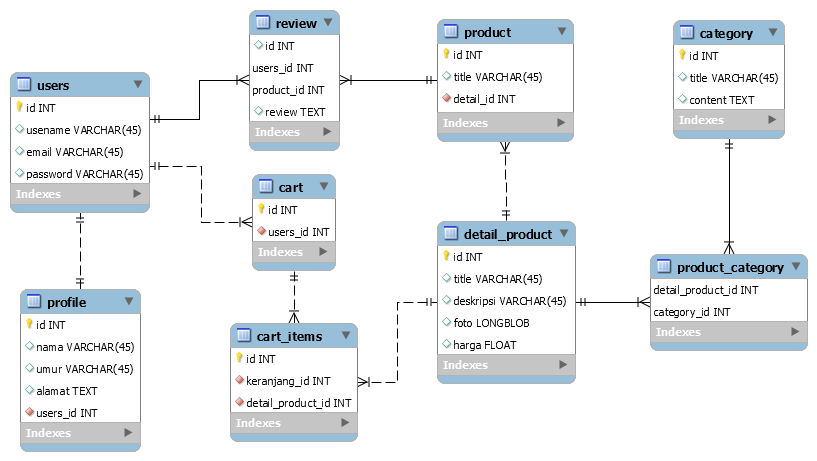 users
id INT
usename VARCHAR(45)
email VARCHAR(45)
password VARCHAR(45)
Indexes
profile
id INT
nama VARCHAR(45)
umur VARCHAR(45)
alamat TEXT
users_id INT
Indexes
review
id INT
users_id INT
product_id INT
review TEXT
Indexes
cart
id INT
users_id INT
Indexes
cart_items
id INT
keranjang_id INT
detail_product_id INT
Indexes
product
id INT
title VARCHAR(45)
detail_id INT
Indexes
detail_product
id INT
title VARCHAR(45)
deskripsi VARCHAR(45)
foto LONGBLOB
harga FLOAT
Indexes
category
id INT
title VARCHAR(45)
content TEXT
Indexes
product_category
detail_product_id INT
category_id INT
Indexes